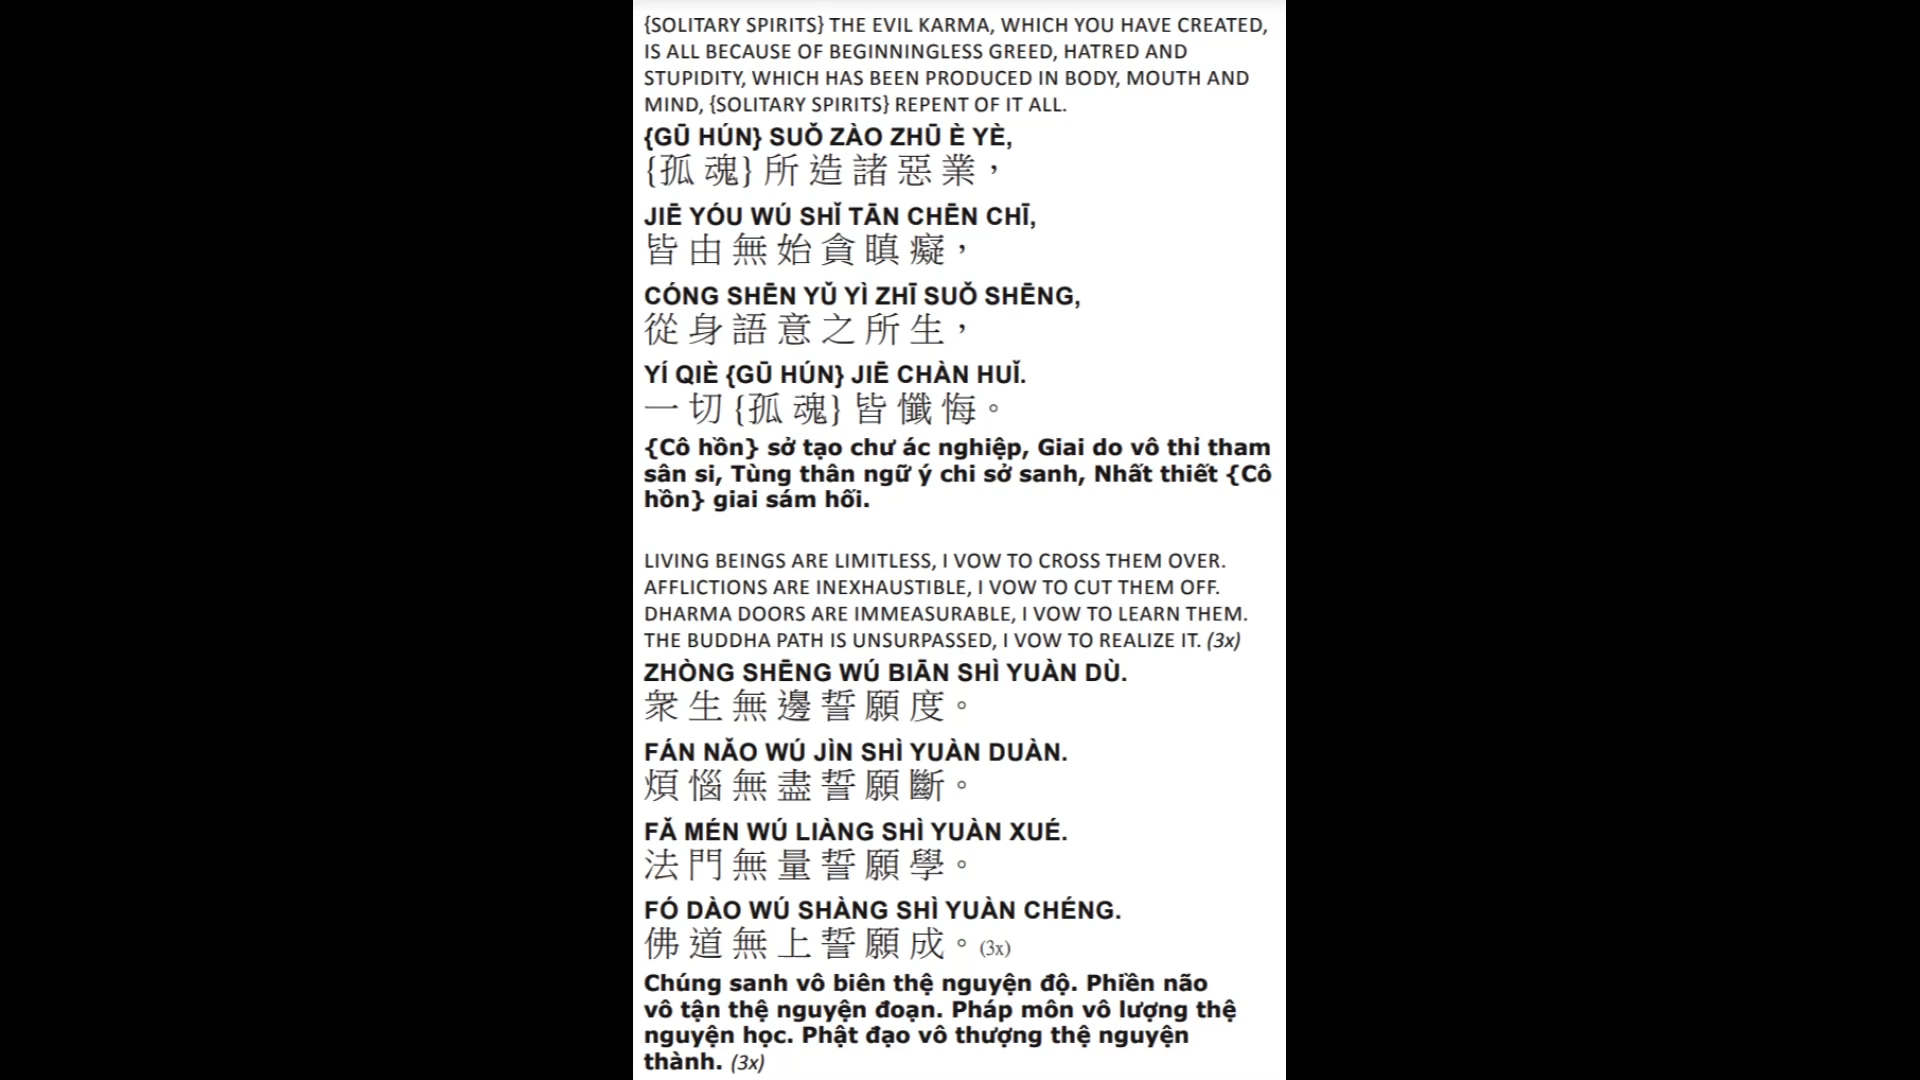 {SOLITARY SPIRITS} THE EVIL KARMA, WHICH YOU HAVE CREATED,
IS ALL BECAUSE OF BEGINNINGLESS GREED, HATRED AND
STUPIDITY, WHICH HAS BEEN PRODUCED IN BODY, MOUTH AND
MIND, {SOLITARY SPIRITS} REPENT OF IT ALL.
{GŪ HÚN} SUǑ ZÀO ZHŪ È YÈ,
{孤 魂} 所 造 諸 惡 業，
JIĒ YÓU WÚ SHǏ TĀN CHĒN CHĪ,
皆 由 無 始 貪 瞋 癡，
CÓNG SHĒN YǓ YÌ ZHĪ SUǑ SHĒNG,
從 身 語 意 之 所 生，
YÍ QIÈ {GŪ HÚN} JIĒ CHÀN HUǏ.
一 切 {孤 魂} 皆 懺 悔。
{Cô hồn} sở tạo chư ác nghiệp, Giai do vô thỉ tham
sân si, Tùng thân ngữ ý chi sở sanh, Nhất thiết {Cô
hồn} giai sám hối.
LIVING BEINGS ARE LIMITLESS, I VOW TO CROSS THEM OVER.
AFFLICTIONS ARE INEXHAUSTIBLE, I VOW TO CUT THEM OFF.
DHARMA DOORS ARE IMMEASURABLE, I VOW TO LEARN THEM.
THE BUDDHA PATH IS UNSURPASSED, I VOW TO REALIZE IT. (3x)
ZHÒNG SHĒNG WÚ BIĀN SHÌ YUÀN DÙ.
衆 生 無 邊 誓 願 度。
FÁN NǍO WÚ JÌN SHÌ YUÀN DUÀN.
煩 惱 無 盡 誓 願 斷。
FǍ MÉN WÚ LIÀNG SHÌ YUÀN XUÉ.
法 門 無 量 誓 願 學。
FÓ DÀO WÚ SHÀNG SHÌ YUÀN CHÉNG.
佛 道 無 上 誓 願 成。(3x)
Chúng sanh vô biên thệ nguyện độ. Phiền não
vô tận thệ nguyện đoạn. Pháp môn vô lượng thệ
nguyện học. Phật đạo vô thượng thệ nguyện
thành. (3x)